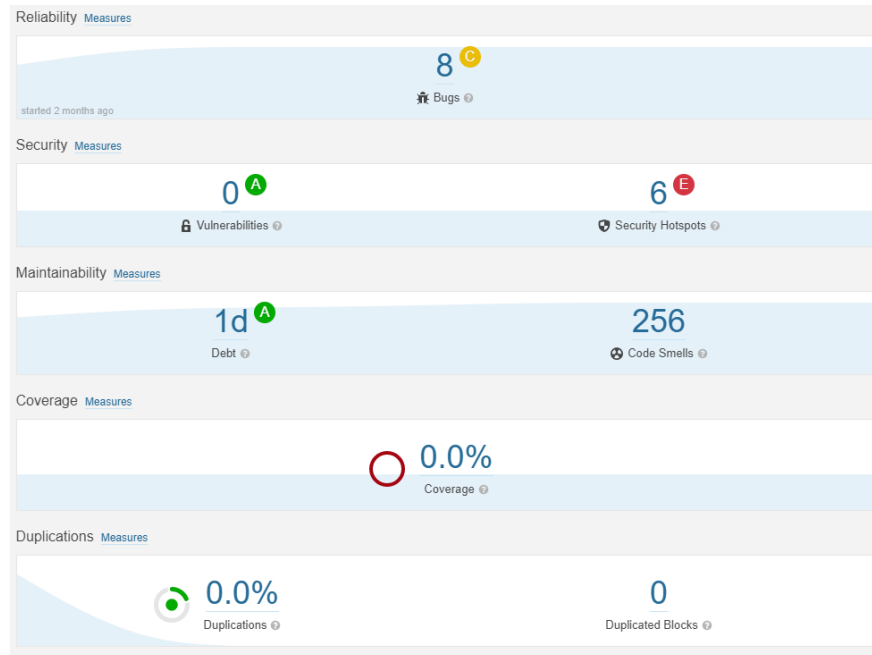 Reliability Measures
8 C
Bugs
started 2 months ago
Security Measures
0 A
6 E
Vulnerabilities
Security Hotspots
Maintainability Measures
1d A
256
Debt
Code Smells
Coverage Measures
0.0%
Coverage
Duplications Measures
0.0%
0
Duplications
Duplicated Blocks